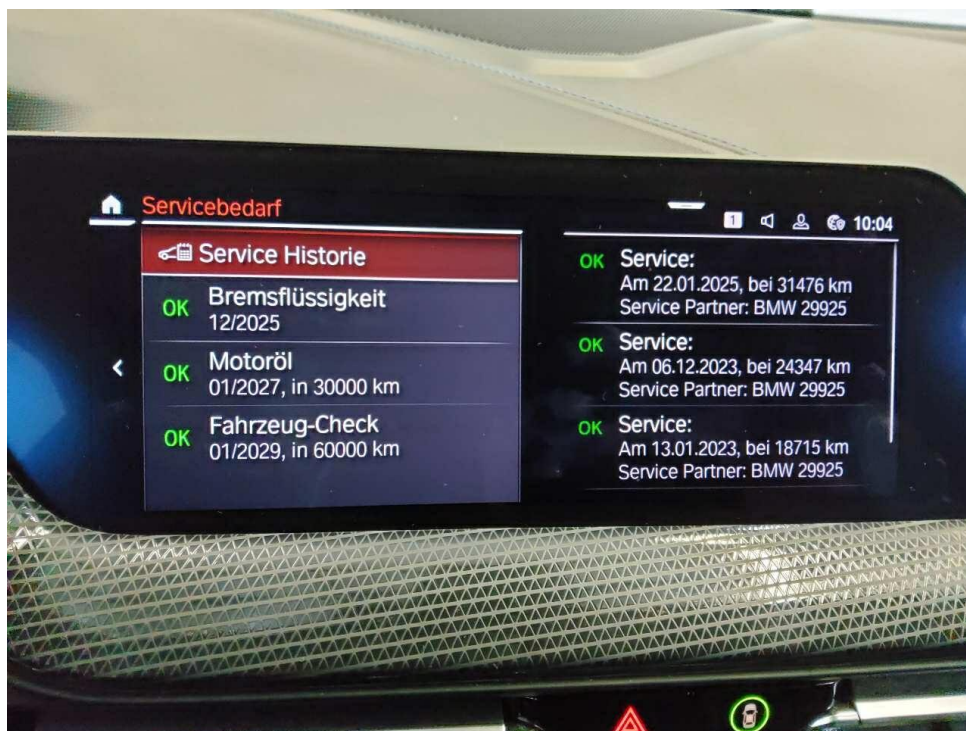 Servicebedarf
1
10:04
Service Historie
OK Bremsflüssigkeit
12/2025
OK Motoröl
01/2027, in 30000 km
OK Fahrzeug-Check
01/2029, in 60000 km
OK Service:
Am 22.01.2025, bei 31476 km
Service Partner: BMW 29925
OK Service:
Am 06.12.2023, bei 24347 km
Service Partner: BMW 29925
OK Service:
Am 13.01.2023, bei 18715 km
Service Partner: BMW 29925